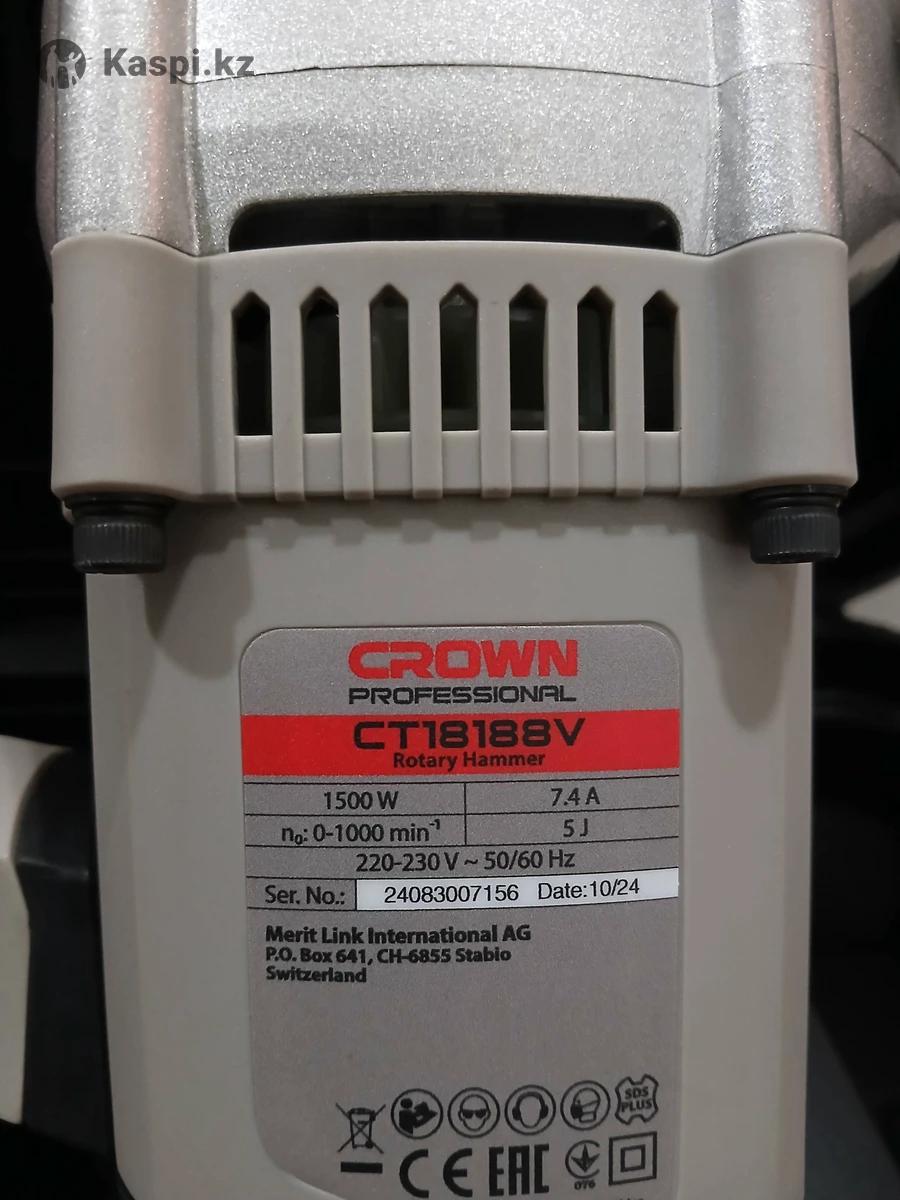 Kaspi.kz
CROWN
PROFESSIONAL
CT18188V
Rotary Hammer
1500 W 7.4 A
n₀: 0-1000 min⁻¹ 5 J
220-230 V ~ 50/60 Hz
Ser. No.: 24083007156 Date:10/24
Merit Link International AG
P.O. Box 641, CH-6855 Stabio
Switzerland
SDS
PLUS
CE EAC
076